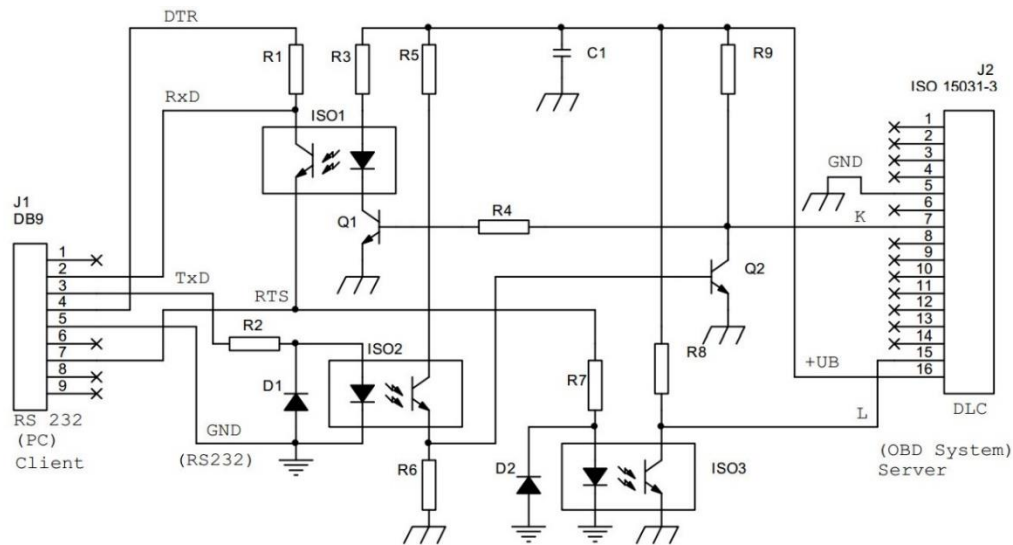 DTR
R1
R3
R5
C1
R9
J2
ISO 15031-3
RxD
ISO1
1
2
3
4
5
6
7
8
9
10
11
12
13
14
15
16
GND
K
Q1
R4
Q2
J1
DB9
1
2
3
4
5
6
7
8
9
TxD
RTS
R2
ISO2
D1
GND
(RS232)
R6
R7
R8
+UB
L
D2
ISO3
RS 232
(PC)
Client
DLC
(OBD System)
Server